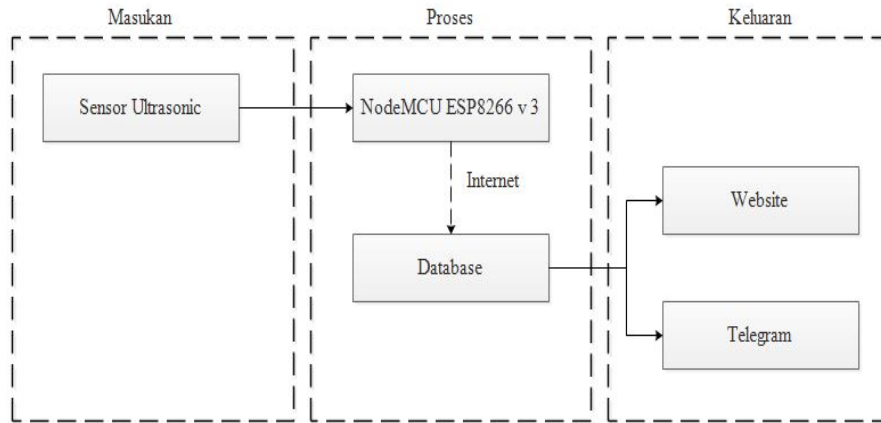 Masukan
Proses
Keluaran
Sensor Ultrasonic
NodeMCU ESP8266 v 3
Internet
Database
Website
Telegram